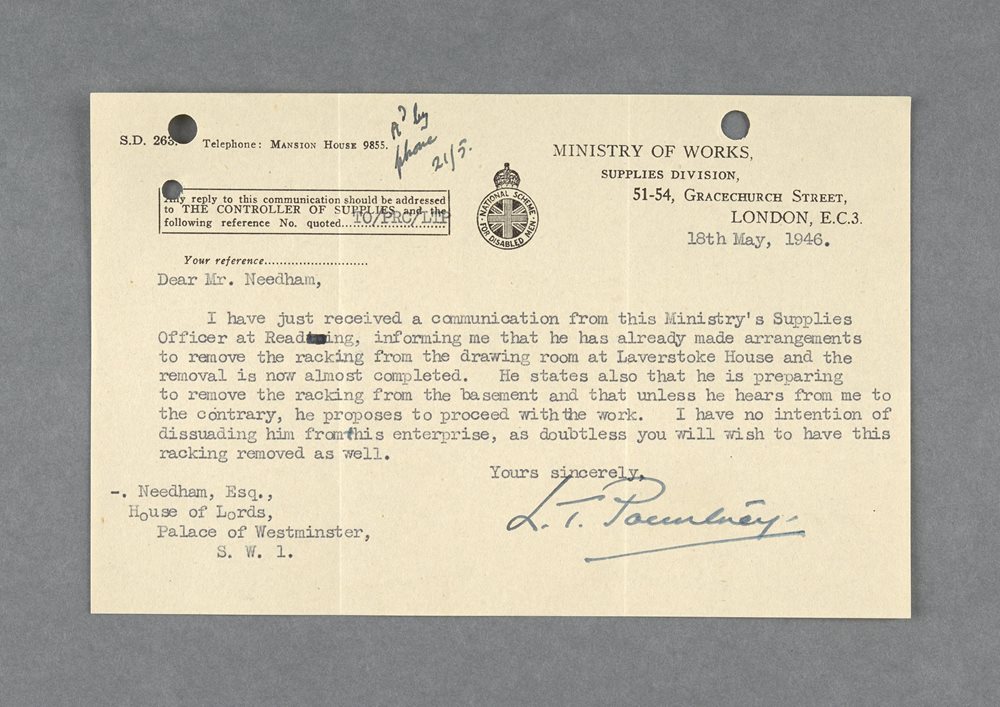 S.D. 263.
Telephone: MANSION HOUSE 9855.
Rd by
phone
21/5.
MINISTRY OF WORKS,
SUPPLIES DIVISION,
51-54, GRACECHURCH STREET,
LONDON, E.C.3.
18th May, 1946.
Any reply to this communication should be addressed
to THE CONTROLLER OF SUPPLIES and the
following reference No. quoted TO/PRO/LTP
NATIONAL SCHEME
FOR DISABLED MEN
Your reference
Dear Mr. Needham,
I have just received a communication from this Ministry's Supplies
Officer at Reading, informing me that he has already made arrangements
to remove the racking from the drawing room at Laverstoke House and the
removal is now almost completed. He states also that he is preparing
to remove the racking from the basement and that unless he hears from me to
the contrary, he proposes to proceed with the work. I have no intention of
dissuading him from this enterprise, as doubtless you will wish to have this
racking removed as well.
Yours sincerely,
L. T. Pountney.
-. Needham, Esq.,
House of Lords,
Palace of Westminster,
S. W. 1.